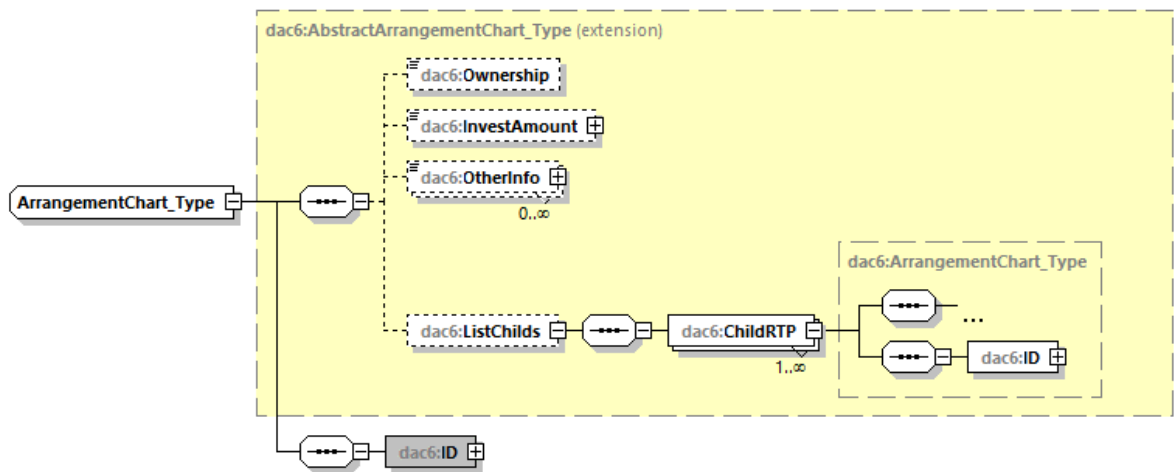 dac6:AbstractArrangementChart_Type (extension)
dac6:Ownership
dac6:InvestAmount
dac6:OtherInfo
0..∞
ArrangementChart_Type
dac6:ArrangementChart_Type
...
dac6:ListChilds
dac6:ChildRTP
1..∞
dac6:ID
dac6:ID